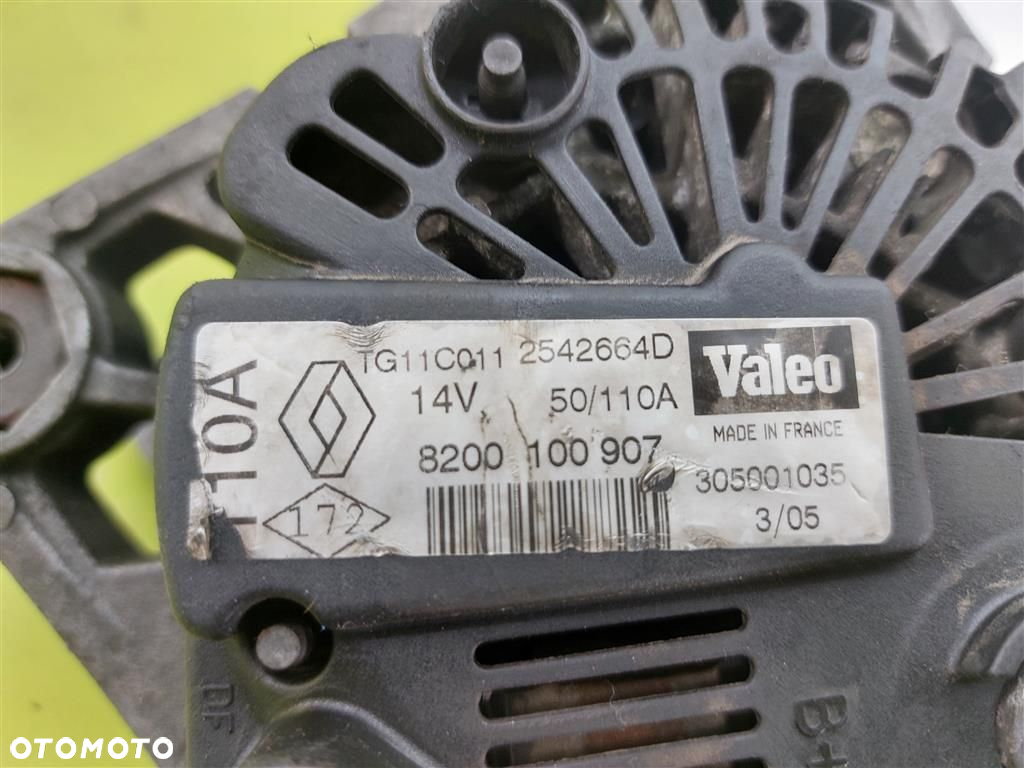 110A
TG11C011 2542664D
14V 50/110A
8200 100 907
172
Valeo
MADE IN FRANCE
305001035
3/05
DF
B+
OTOMOTO